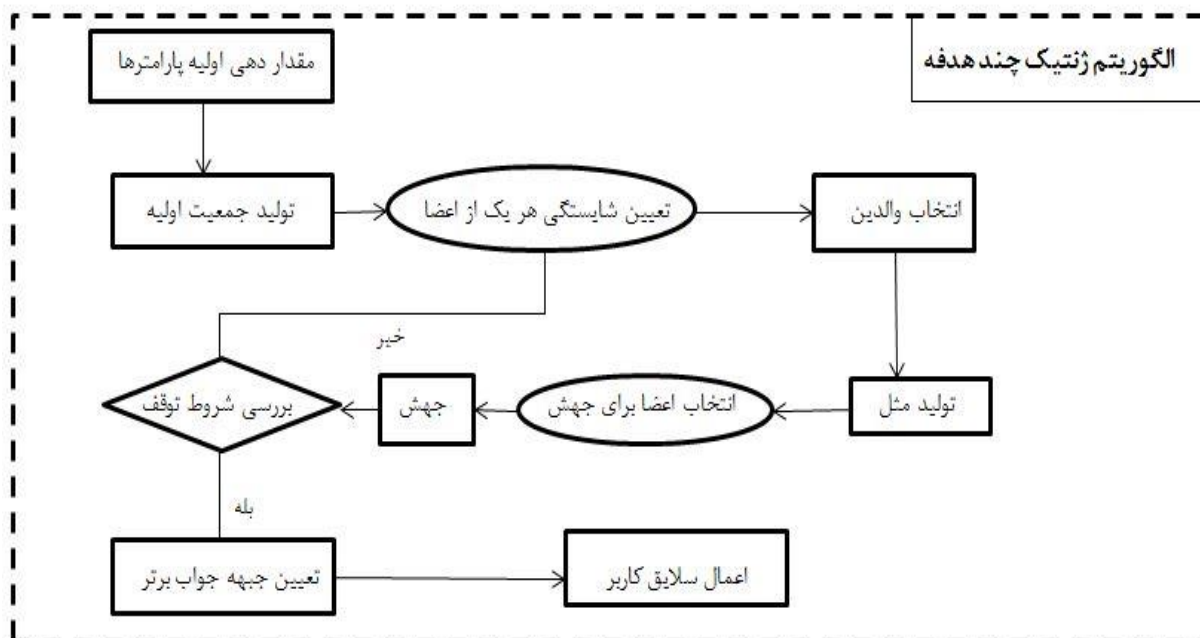 الگوریتم ژنتیک چند هدفه
مقدار دهی اولیه پارامترها
تولید جمعیت اولیه
تعیین شایستگی هر یک از اعضا
انتخاب والدین
تولید مثل
انتخاب اعضا برای جهش
جهش
بررسی شروط توقف
خیر
بله
تعیین جبهه جواب برتر
اعمال سلایق کاربر